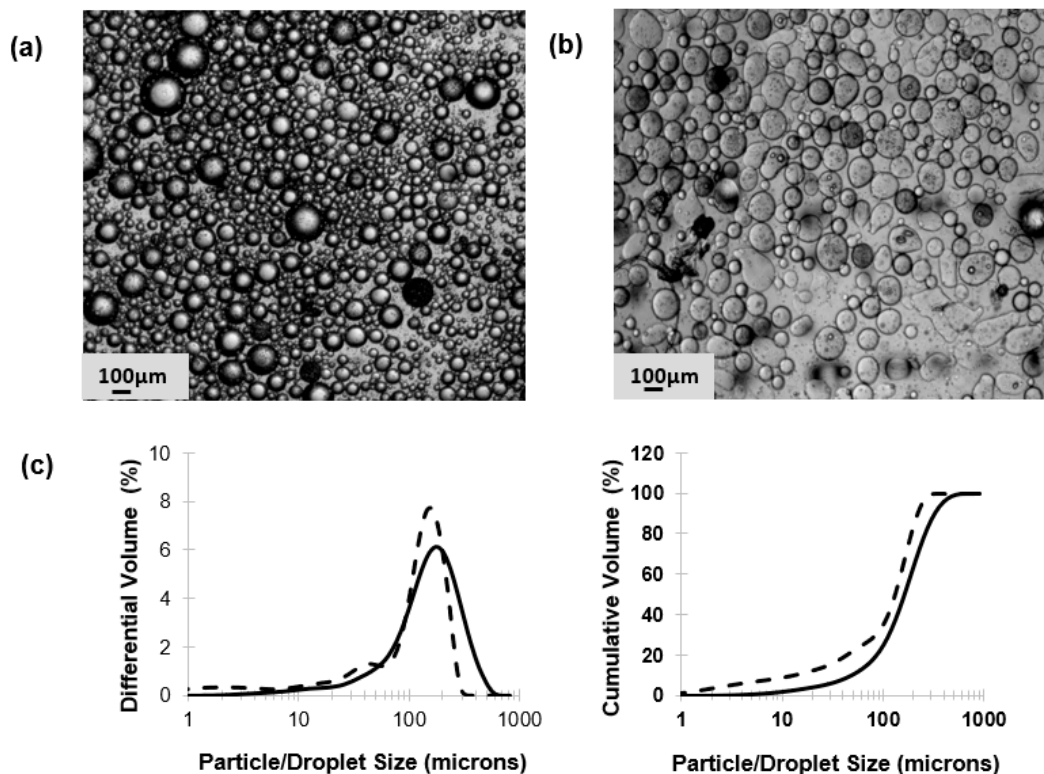 (a)
(b)
100μm
100μm
(c)
Differential Volume (%)
10
8
6
4
2
0
1
10
100
1000
Particle/Droplet Size (microns)
Cumulative Volume (%)
120
100
80
60
40
20
0
1
10
100
1000
Particle/Droplet Size (microns)